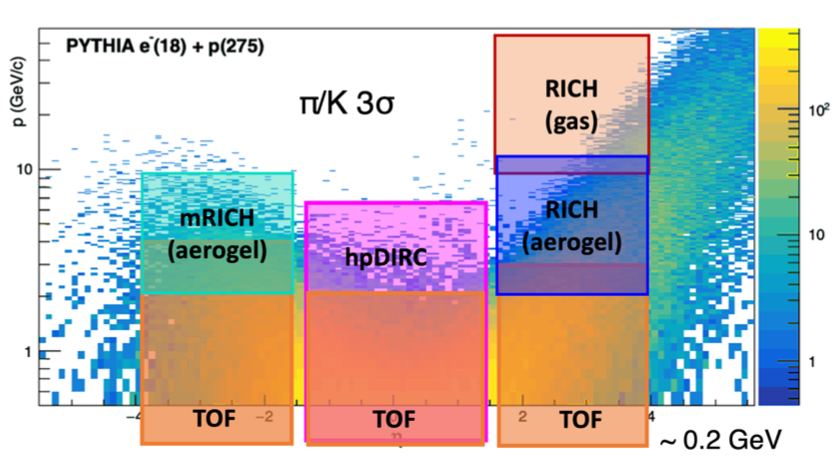 PYTHIA e⁻(18) + p(275)
p (GeV/c)
π/K 3σ
10
1
mRICH
(aerogel)
hpDIRC
RICH
(gas)
RICH
(aerogel)
10²
10
1
−4
−2
2
4
TOF
TOF
TOF
η
~ 0.2 GeV